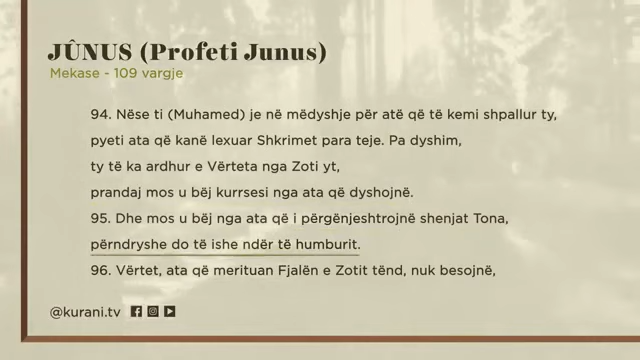 JÛNUS (Profeti Junus)
Mekase - 109 vargje
94. Nëse ti (Muhamed) je në mëdyshje për atë që të kemi shpallur ty,
pyeti ata që kanë lexuar Shkrimet para teje. Pa dyshim,
ty të ka ardhur e Vërteta nga Zoti yt,
prandaj mos u bëj kurrsesi nga ata që dyshojnë.
95. Dhe mos u bëj nga ata që i përgënjeshtrojnë shenjat Tona,
përndryshe do të ishe ndër të humburit.
96. Vërtet, ata që merituan Fjalën e Zotit tënd, nuk besojnë,
@kurani.tv